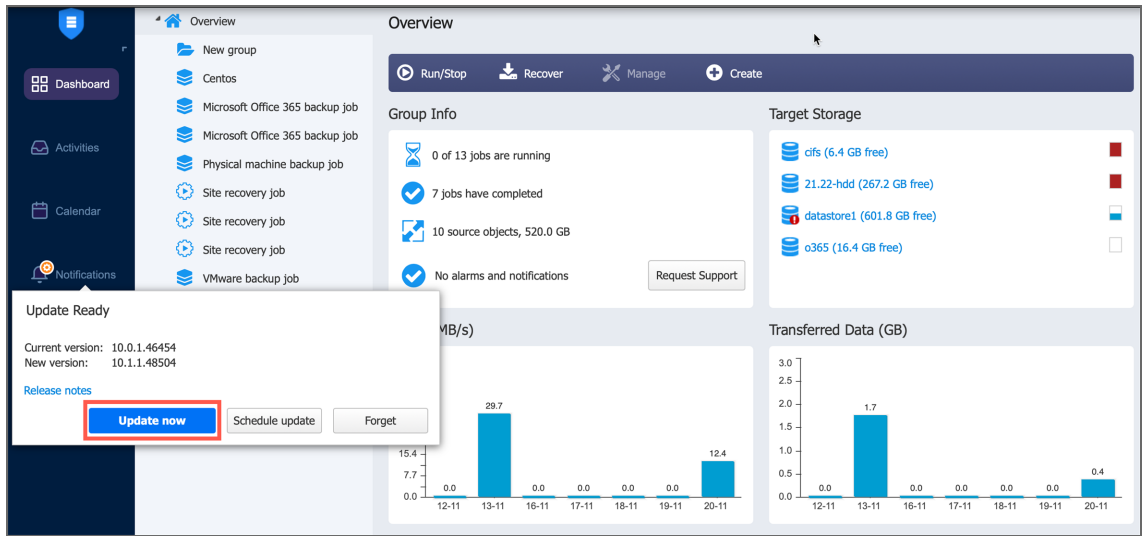 Overview
New group
Centos
Microsoft Office 365 backup job
Microsoft Office 365 backup job
Physical machine backup job
Site recovery job
Site recovery job
Site recovery job
VMware backup job
Dashboard
Activities
Calendar
Notifications
Update Ready
Current version: 10.0.1.46454
New version: 10.1.1.48504
Release notes
Update now Schedule update Forget
Overview
Run/Stop Recover Manage Create
Group Info
0 of 13 jobs are running
7 jobs have completed
10 source objects, 520.0 GB
No alarms and notifications Request Support
Target Storage
cifs (6.4 GB free)
21.22-hdd (267.2 GB free)
datastore1 (601.8 GB free)
o365 (16.4 GB free)
MB/s)
29.7
15.4
12.4
7.7
0.0 0.0 0.0 0.0 0.0 0.0
12-11 13-11 16-11 17-11 18-11 19-11 20-11
Transferred Data (GB)
3.0
2.5
2.0
1.7
1.5
1.0
0.5 0.4
0.0 0.0 0.0 0.0 0.0
0.0
12-11 13-11 16-11 17-11 18-11 19-11 20-11